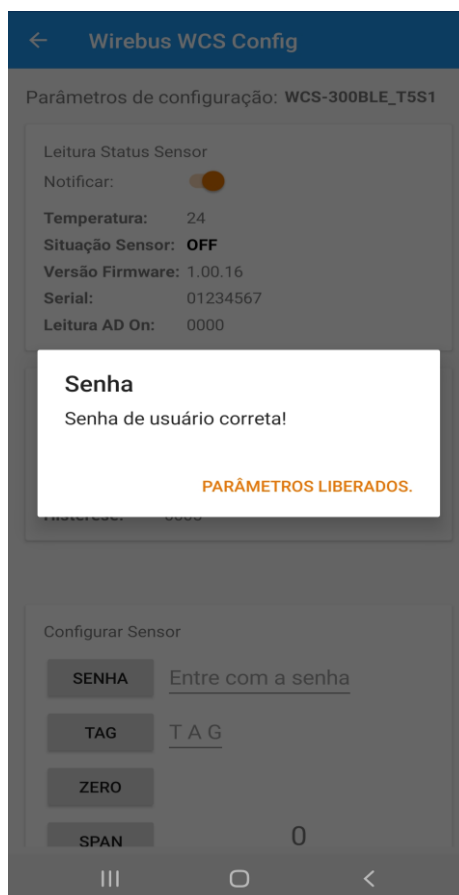 Wirebus WCS Config
Parâmetros de configuração: WCS-300BLE_T5S1
Leitura Status Sensor
Notificar:
Temperatura: 24
Situação Sensor: OFF
Versão Firmware: 1.00.16
Serial: 01234567
Leitura AD On: 0000
Senha
Senha de usuário correta!
PARÂMETROS LIBERADOS.
Configurar Sensor
SENHA Entre com a senha
TAG T A G
ZERO
SPAN 0